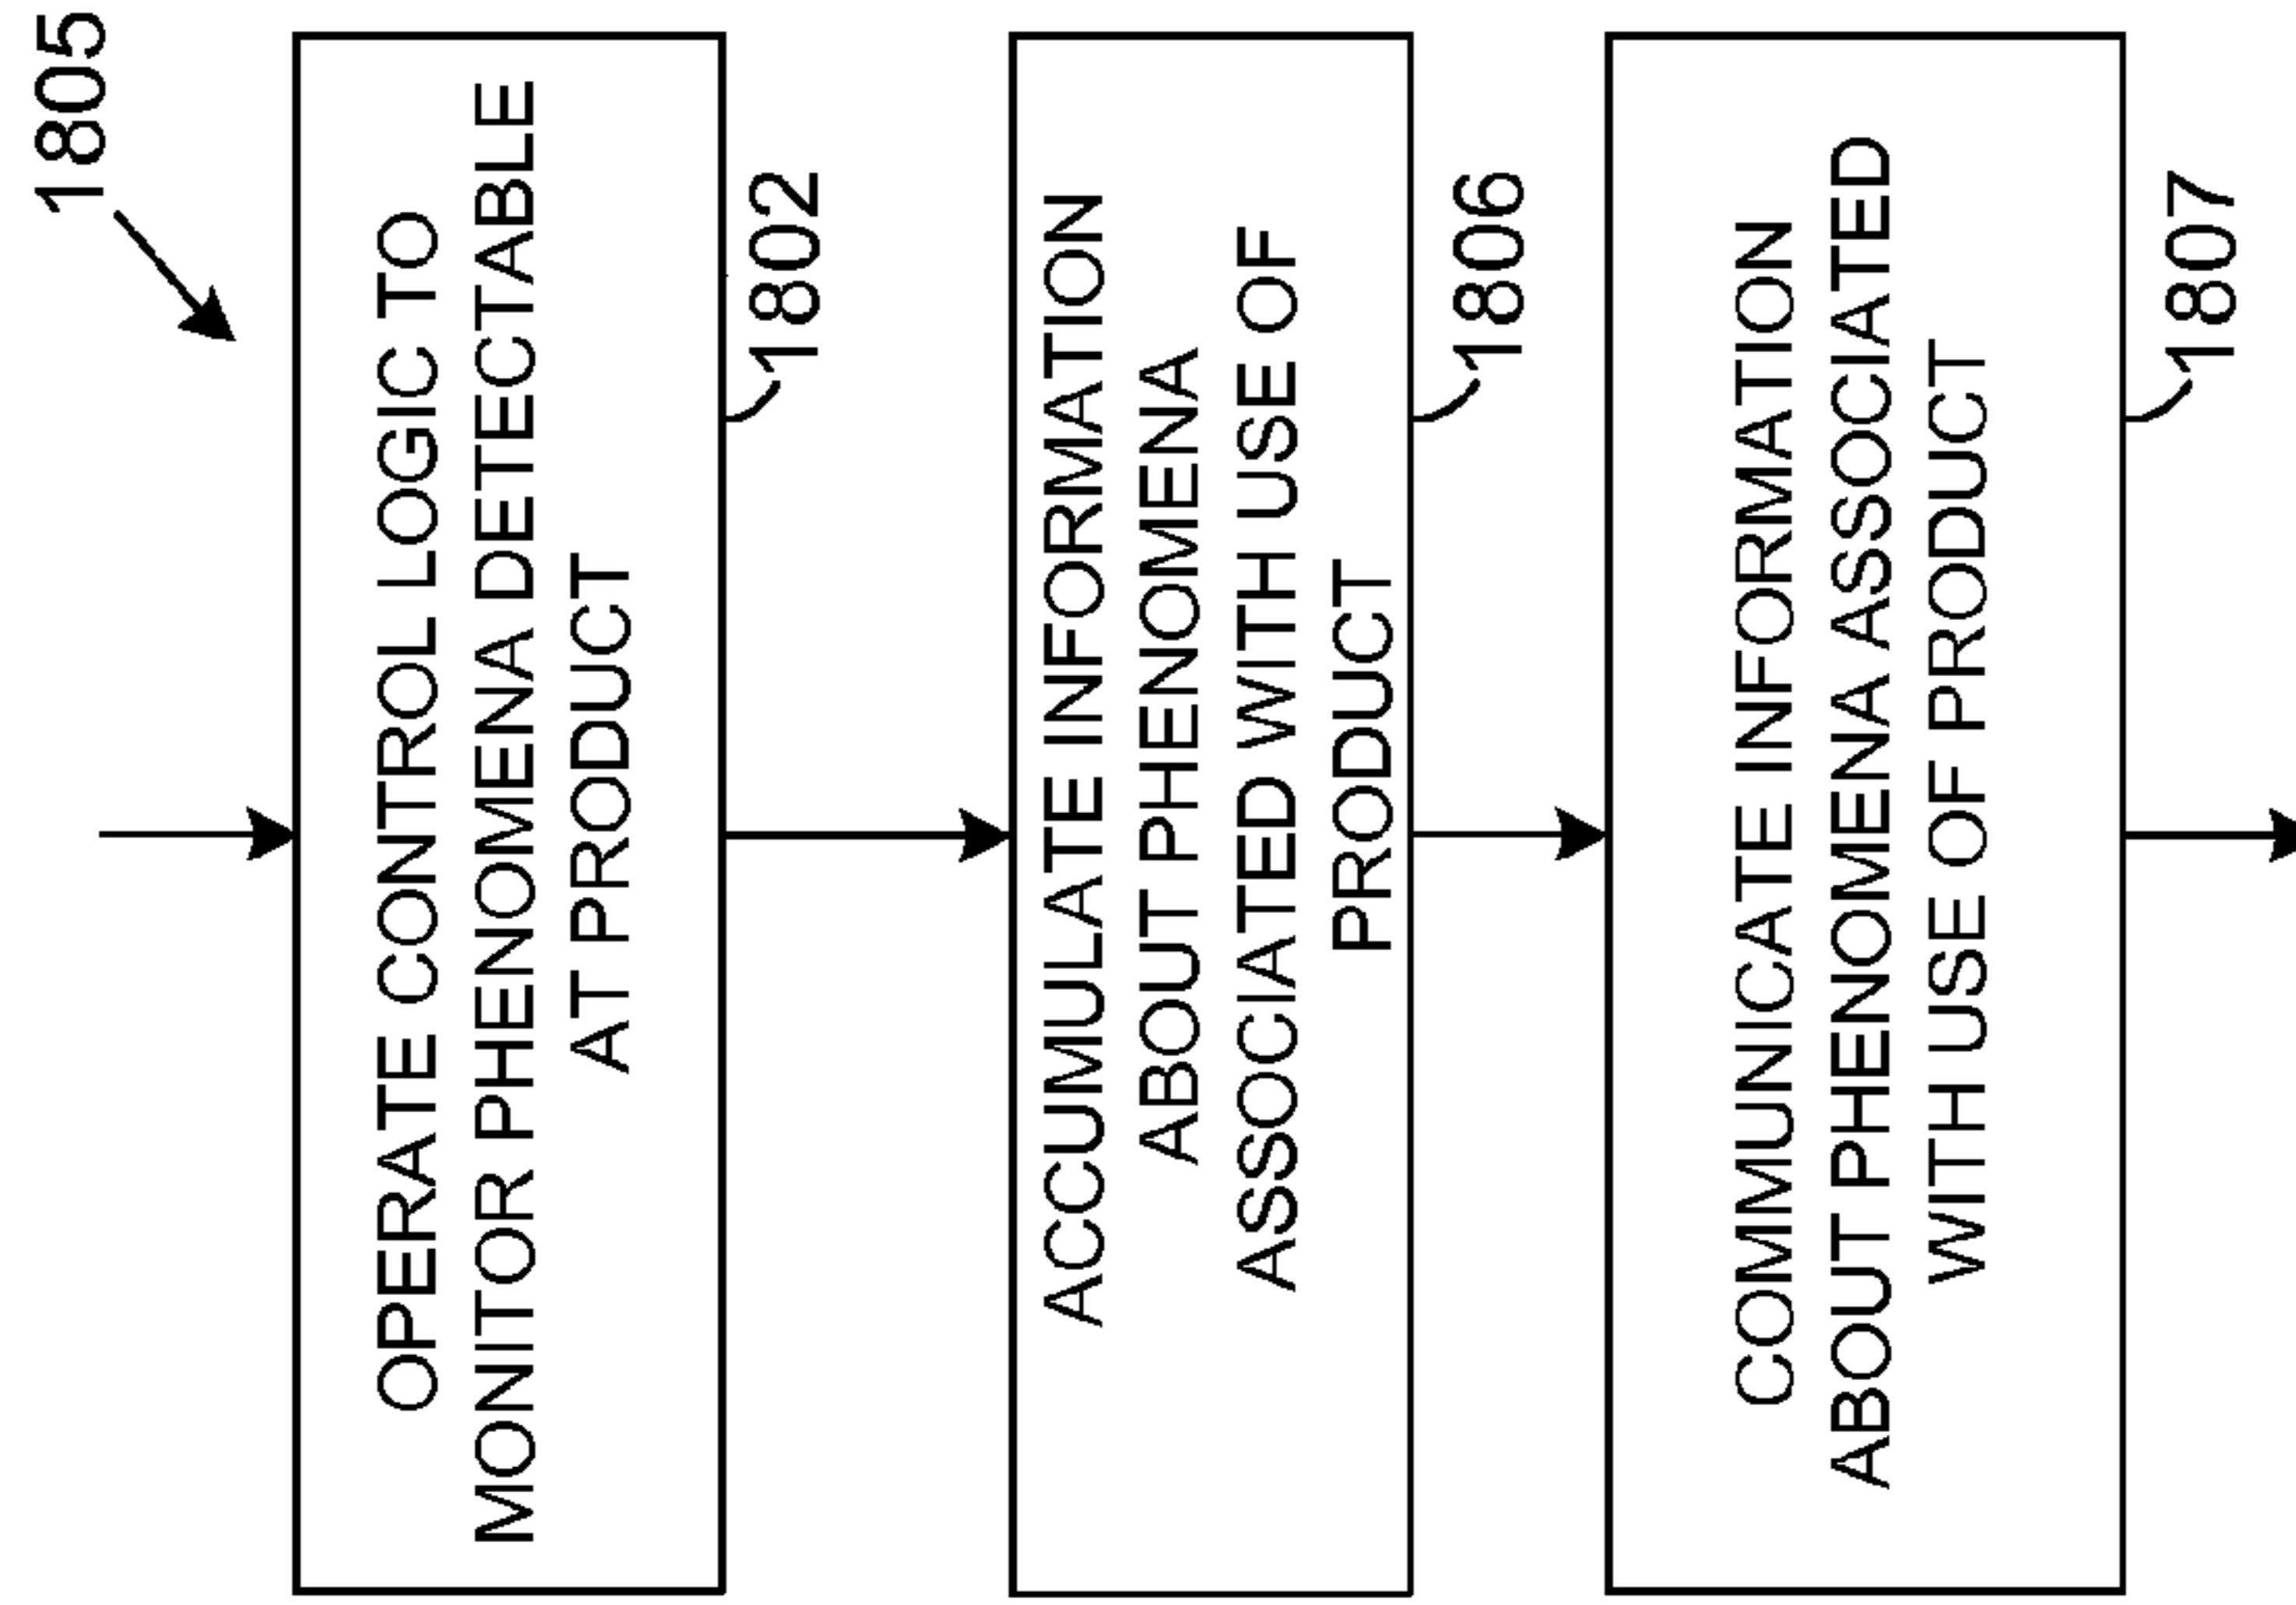 1805
OPERATE CONTROL LOGIC TO
MONITOR PHENOMENA DETECTABLE
AT PRODUCT
1802
ACCUMULATE INFORMATION
ABOUT PHENOMENA
ASSOCIATED WITH USE OF
PRODUCT
1806
COMMUNICATE INFORMATION
ABOUT PHENOMENA ASSOCIATED
WITH USE OF PRODUCT
1807